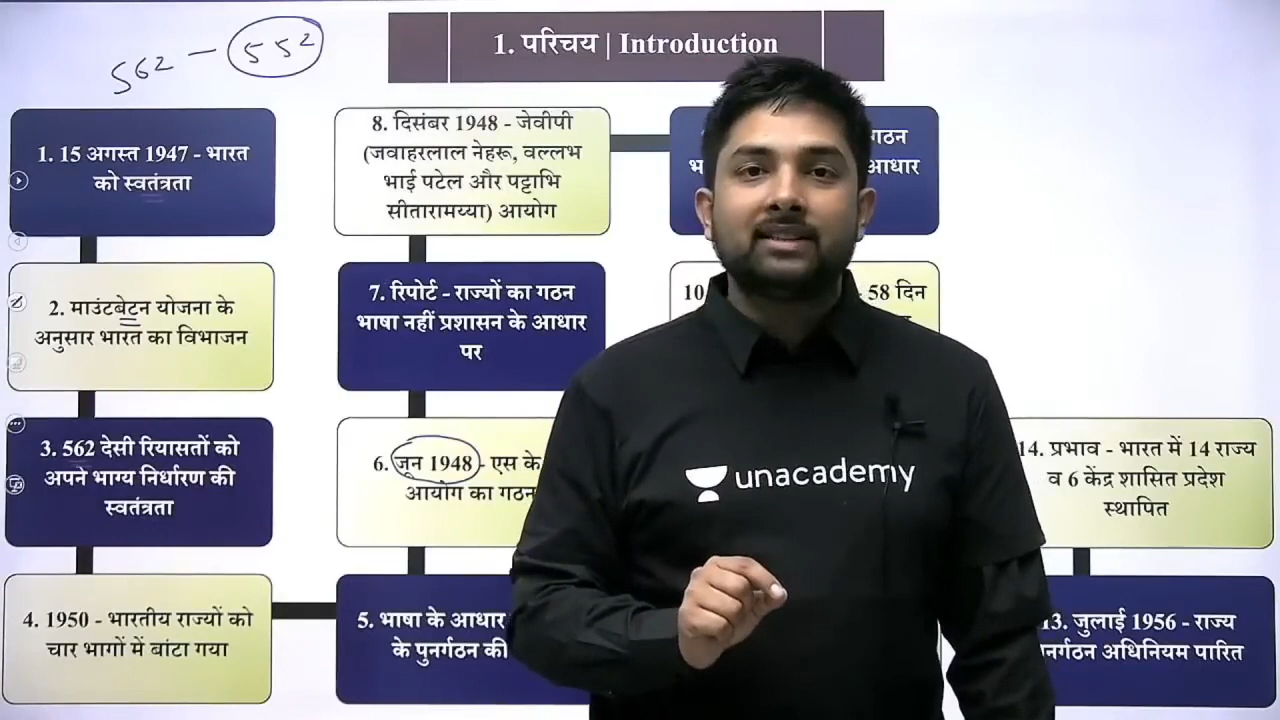 562 - 552
1. परिचय | Introduction
1. 15 अगस्त 1947 - भारत
को स्वतंत्रता
2. माउंटबेटन योजना के
अनुसार भारत का विभाजन
3. 562 देसी रियासतों को
अपने भाग्य निर्धारण की
स्वतंत्रता
4. 1950 - भारतीय राज्यों को
चार भागों में बांटा गया
5. भाषा के आधार
के पुनर्गठन की
6. जून 1948 - एस के
आयोग का गठन
7. रिपोर्ट - राज्यों का गठन
भाषा नहीं प्रशासन के आधार
पर
8. दिसंबर 1948 - जेवीपी
(जवाहरलाल नेहरू, वल्लभ
भाई पटेल और पट्टाभि
सीतारामय्या) आयोग
गठन
आधार
10
58 दिन
13. जुलाई 1956 - राज्य
पुनर्गठन अधिनियम पारित
14. प्रभाव - भारत में 14 राज्य
व 6 केंद्र शासित प्रदेश
स्थापित
unacademy